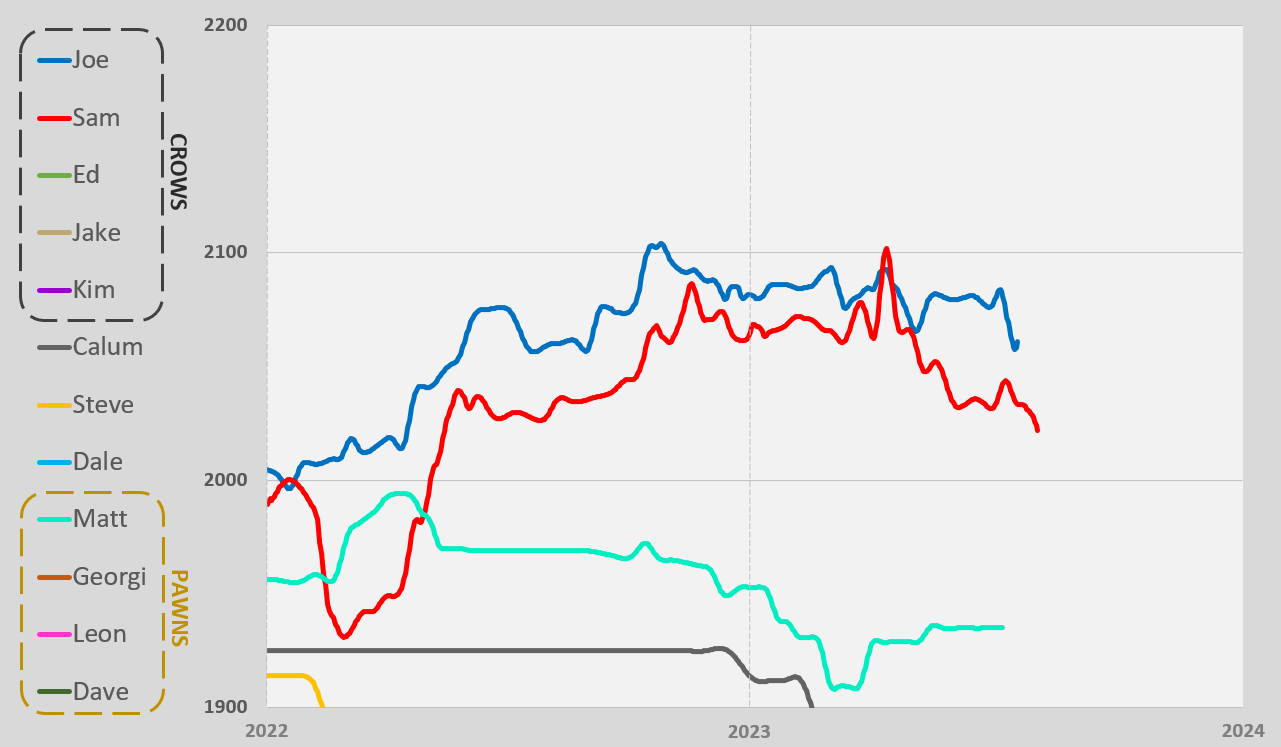 2200
2100
2000
1900
2022
2023
2024
Joe
Sam
Ed
Jake
Kim
CROWS
Calum
Steve
Dale
Matt
Georgi
Leon
Dave
PAWNS